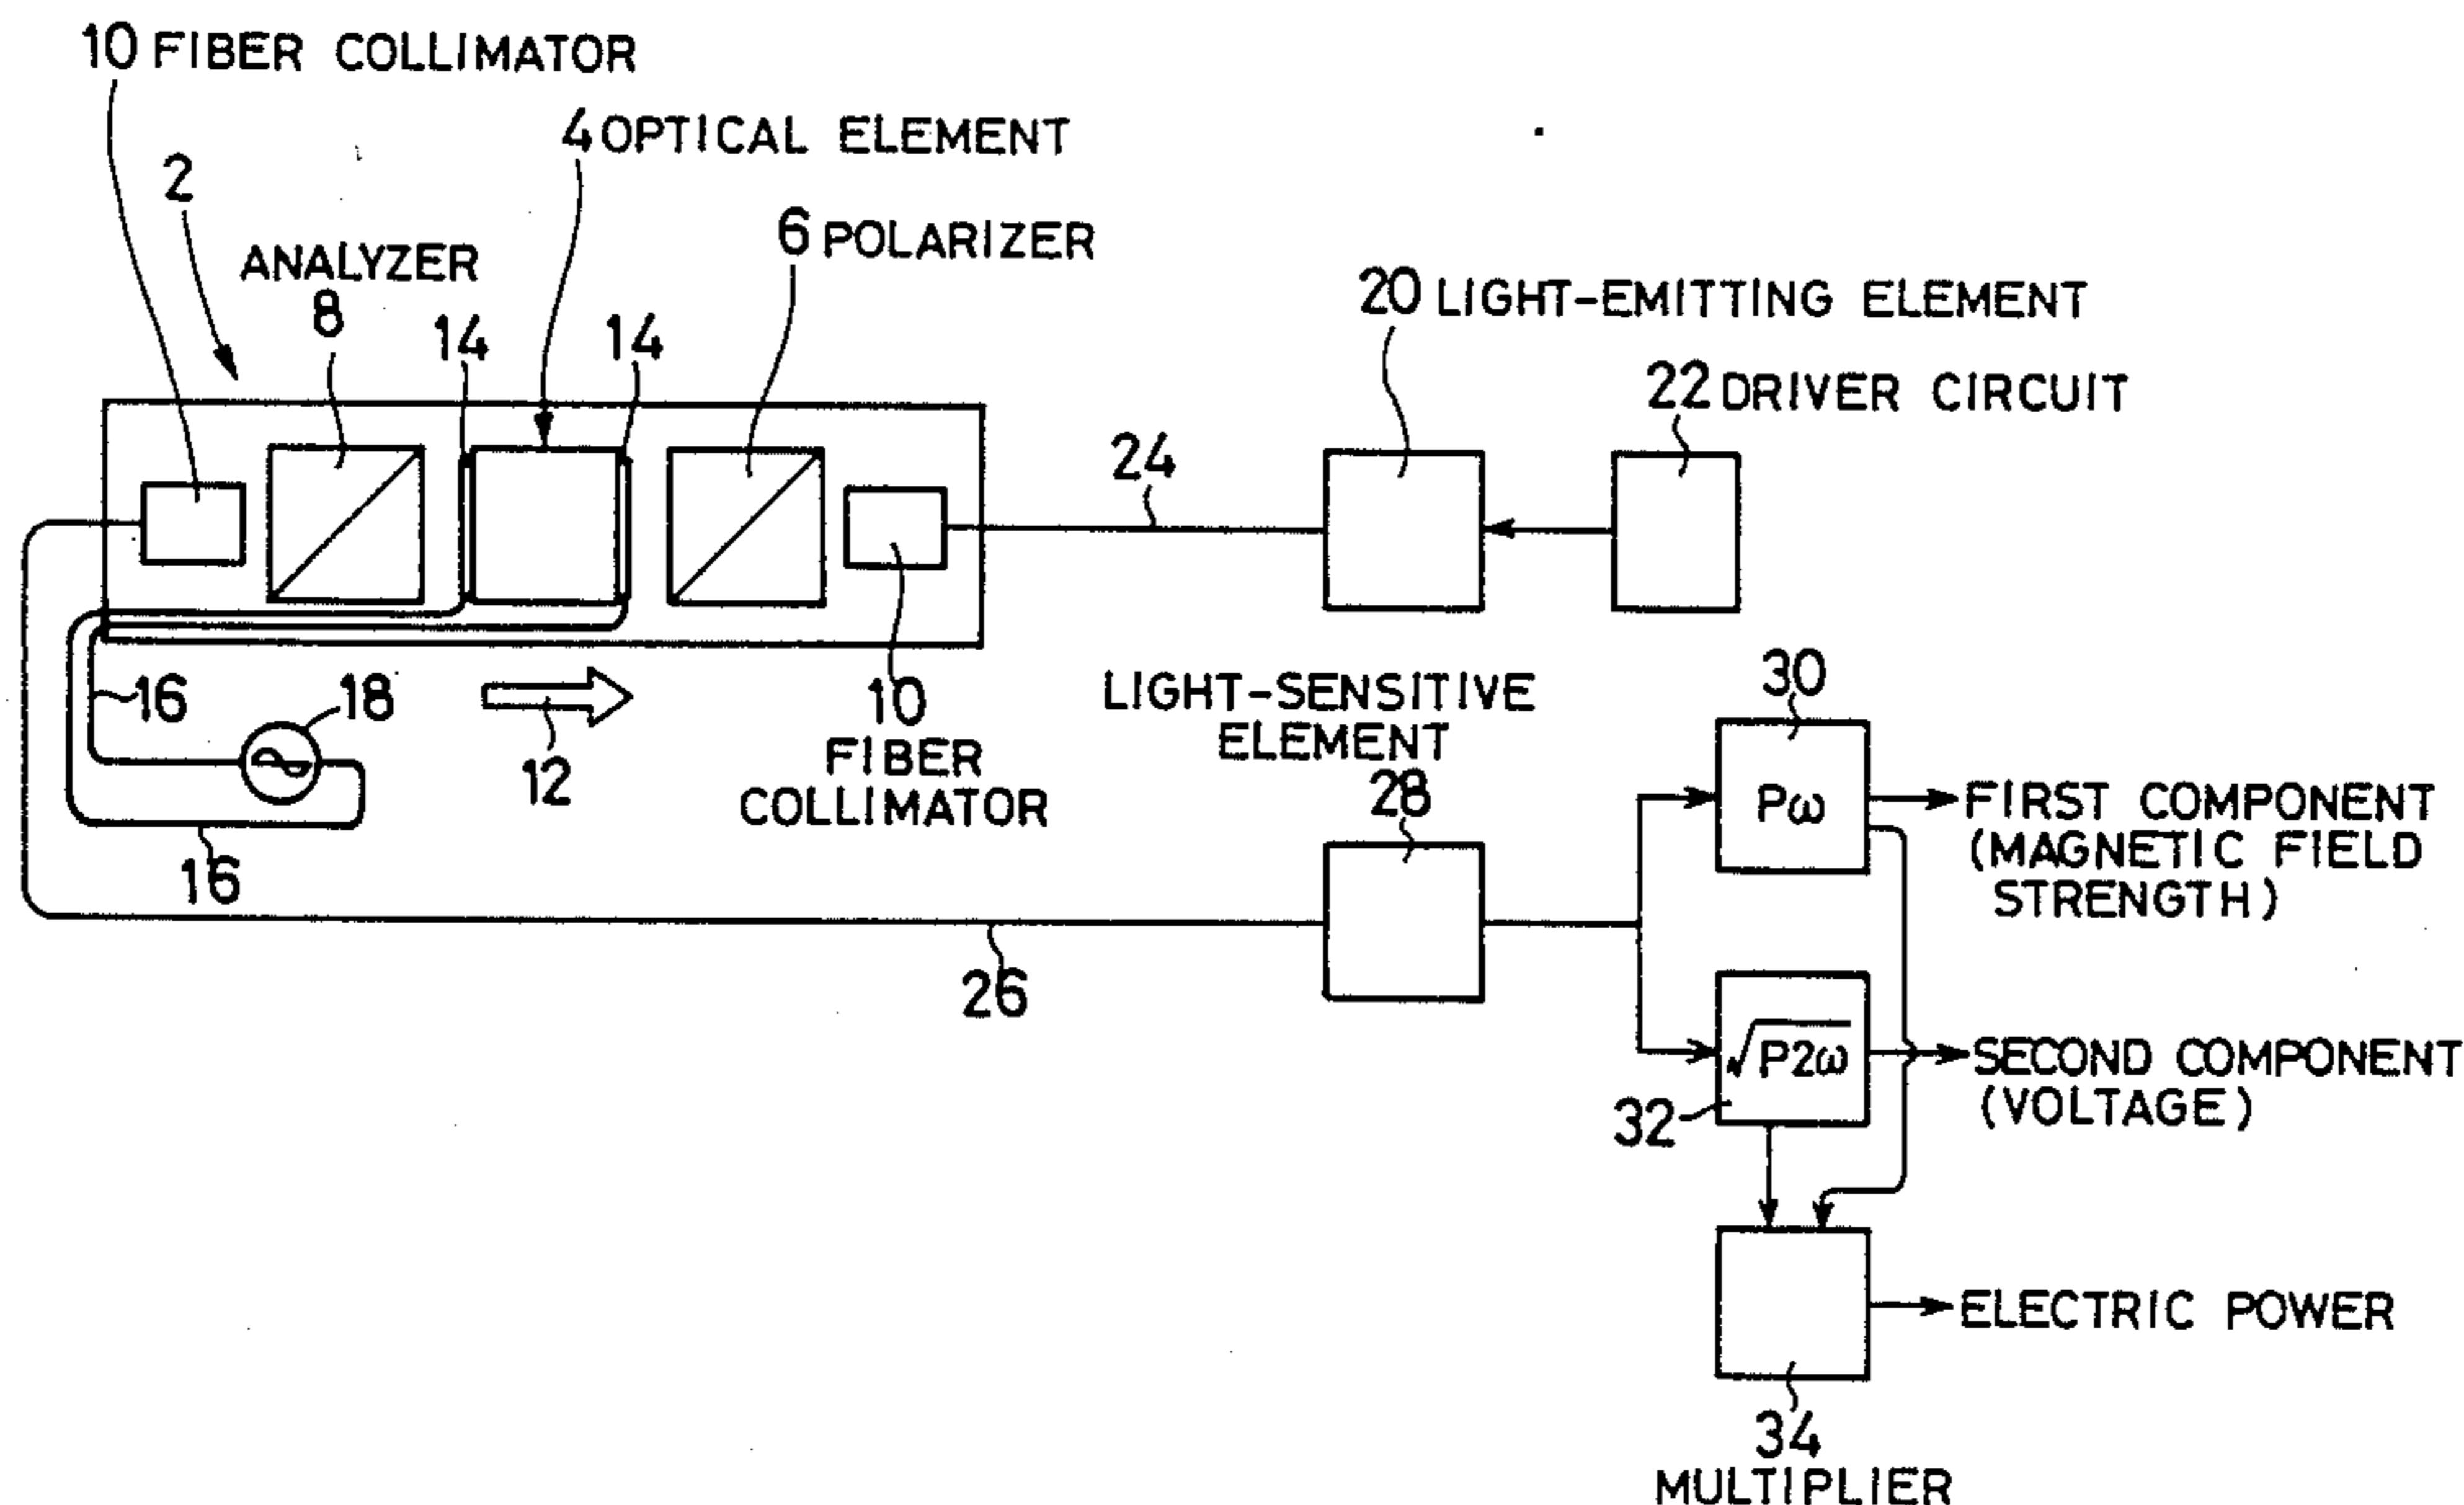 10 FIBER COLLIMATOR
4 OPTICAL ELEMENT
2
6 POLARIZER
ANALYZER
8
14
14
20 LIGHT-EMITTING ELEMENT
22 DRIVER CIRCUIT
24
16
18
12
10
FIBER
COLLIMATOR
LIGHT-SENSITIVE
ELEMENT
28
30
Pω
FIRST COMPONENT
(MAGNETIC FIELD
STRENGTH)
16
26
√P2ω
32
SECOND COMPONENT
(VOLTAGE)
ELECTRIC POWER
34
MULTIPLIER